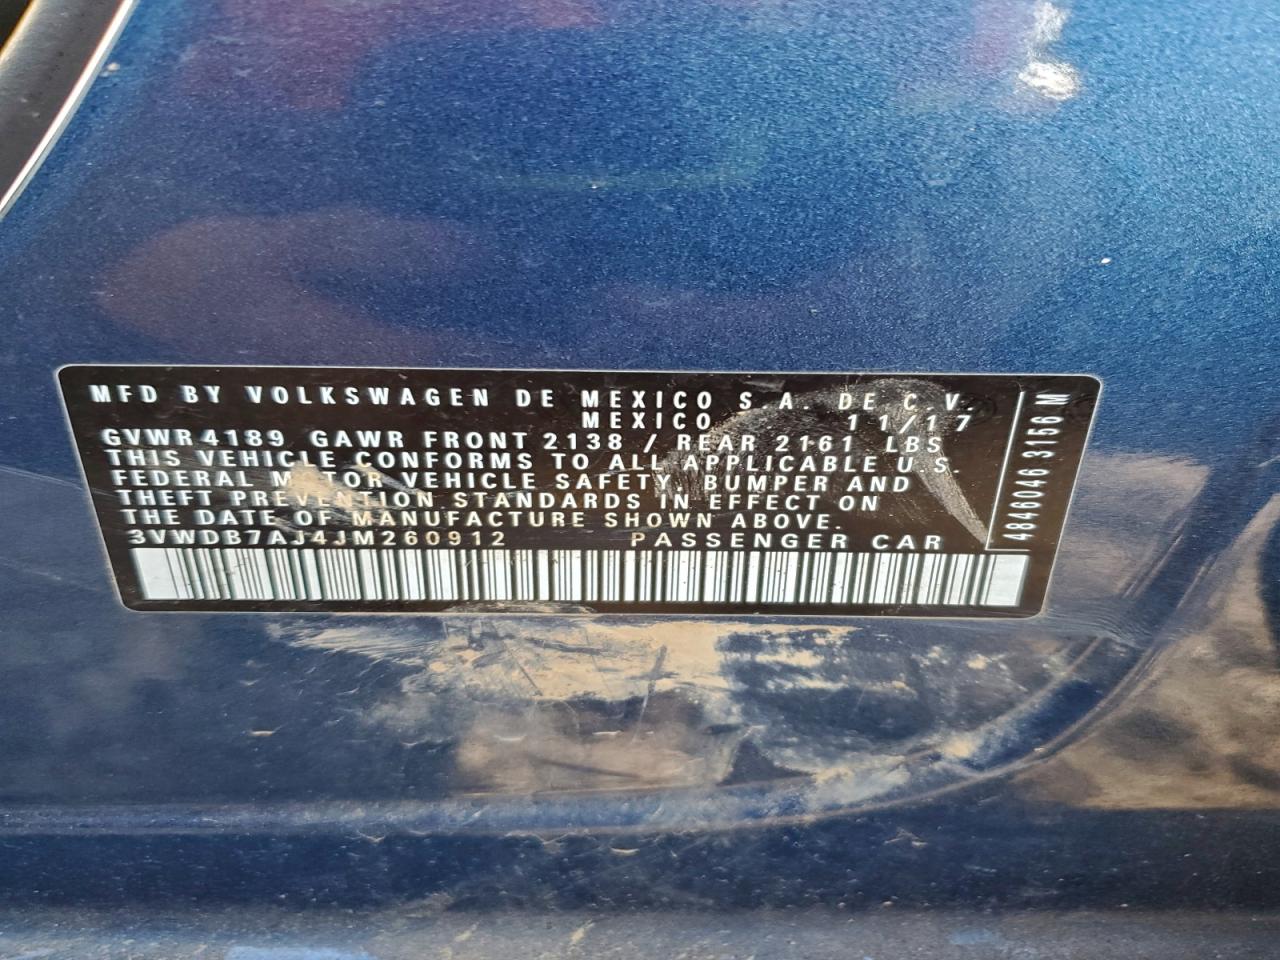 MFD BY VOLKSWAGEN DE MEXICO S A. DE C V.
MEXICO 11/17
GVWR 4189 GAWR FRONT 2138 / REAR 2161 LBS
THIS VEHICLE CONFORMS TO ALL APPLICABLE U.S.
FEDERAL MOTOR VEHICLE SAFETY, BUMPER AND
THEFT PREVENTION STANDARDS IN EFFECT ON
THE DATE OF MANUFACTURE SHOWN ABOVE.
3VWDB7AJ4JM260912 PASSENGER CAR
4846046 3156 M